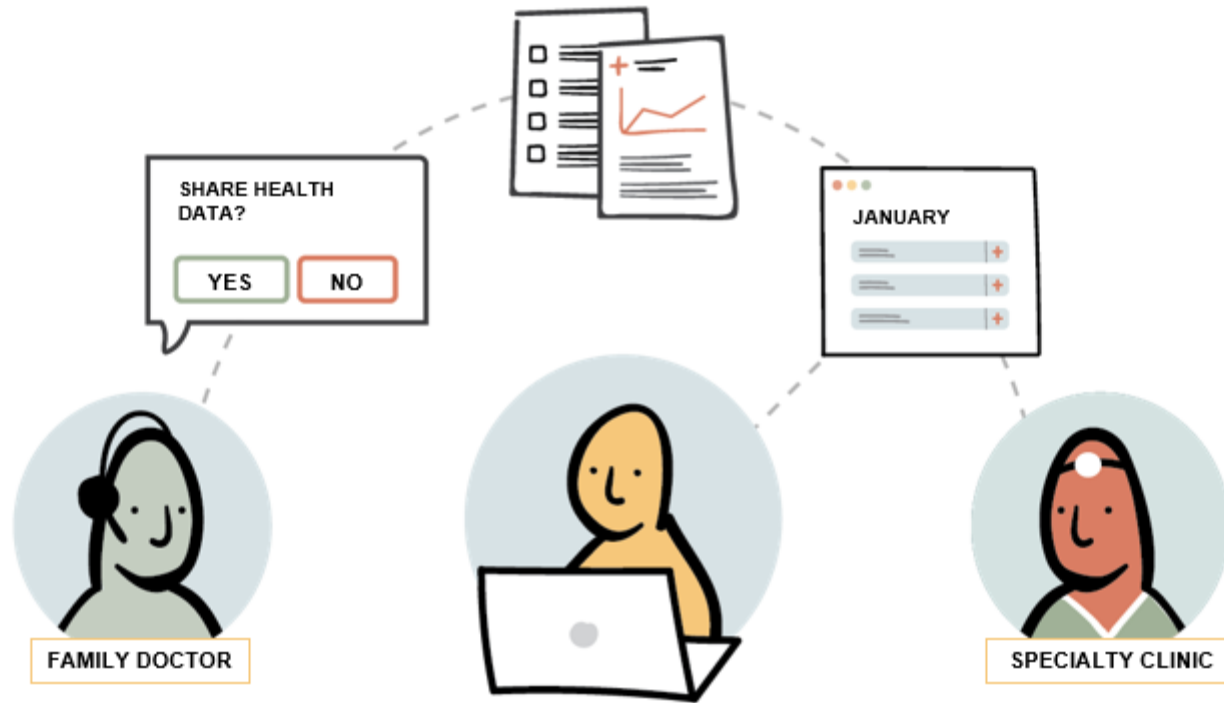 SHARE HEALTH
DATA?
YES
NO
JANUARY
FAMILY DOCTOR
SPECIALTY CLINIC